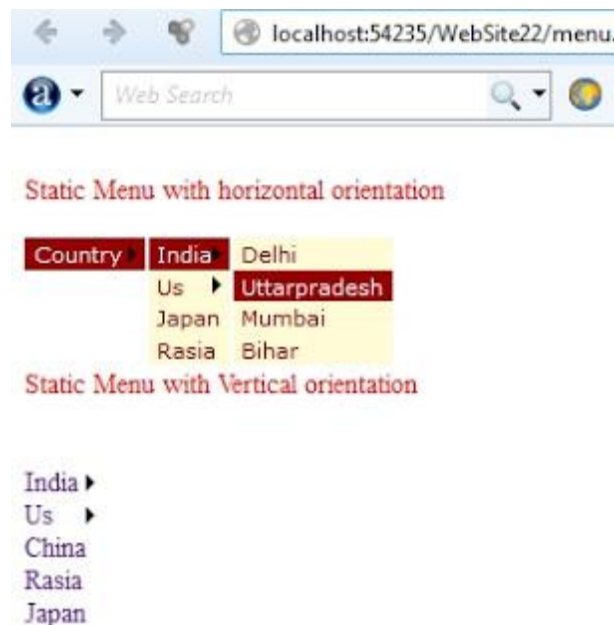 localhost:54235/WebSite22/menu.
a Web Search
Static Menu with horizontal orientation
Country India Delhi
Us Uttarpradesh
Japan Mumbai
Rasia Bihar
Static Menu with Vertical orientation
India
Us
China
Rasia
Japan